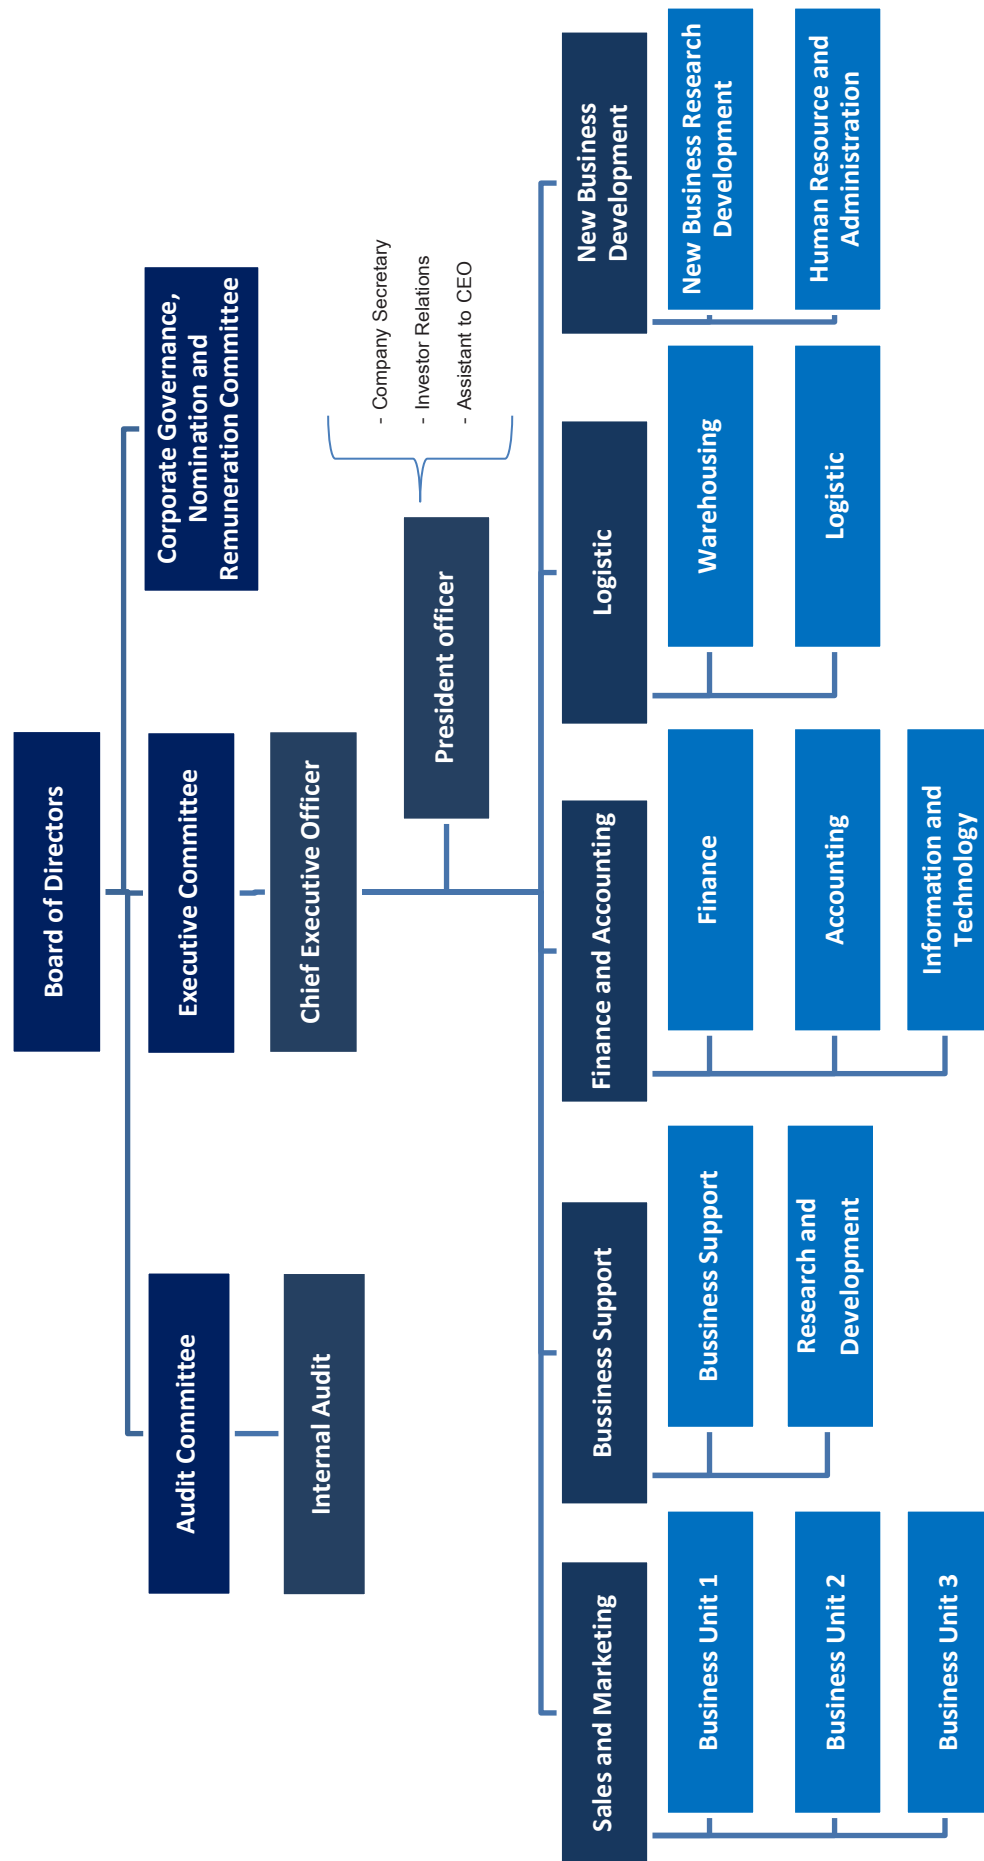 Board of Directors
Audit Committee
Executive Committee
Corporate Governance,
Nomination and
Remuneration Committee
Internal Audit
Chief Executive Officer
President officer
- Company Secretary
- Investor Relations
- Assistant to CEO
Sales and Marketing
Business Unit 1
Business Unit 2
Business Unit 3
Bussiness Support
Bussiness Support
Research and
Development
Finance and Accounting
Finance
Accounting
Information and
Technology
Logistic
Warehousing
Logistic
New Business
Development
New Business Research
Development
Human Resource and
Administration